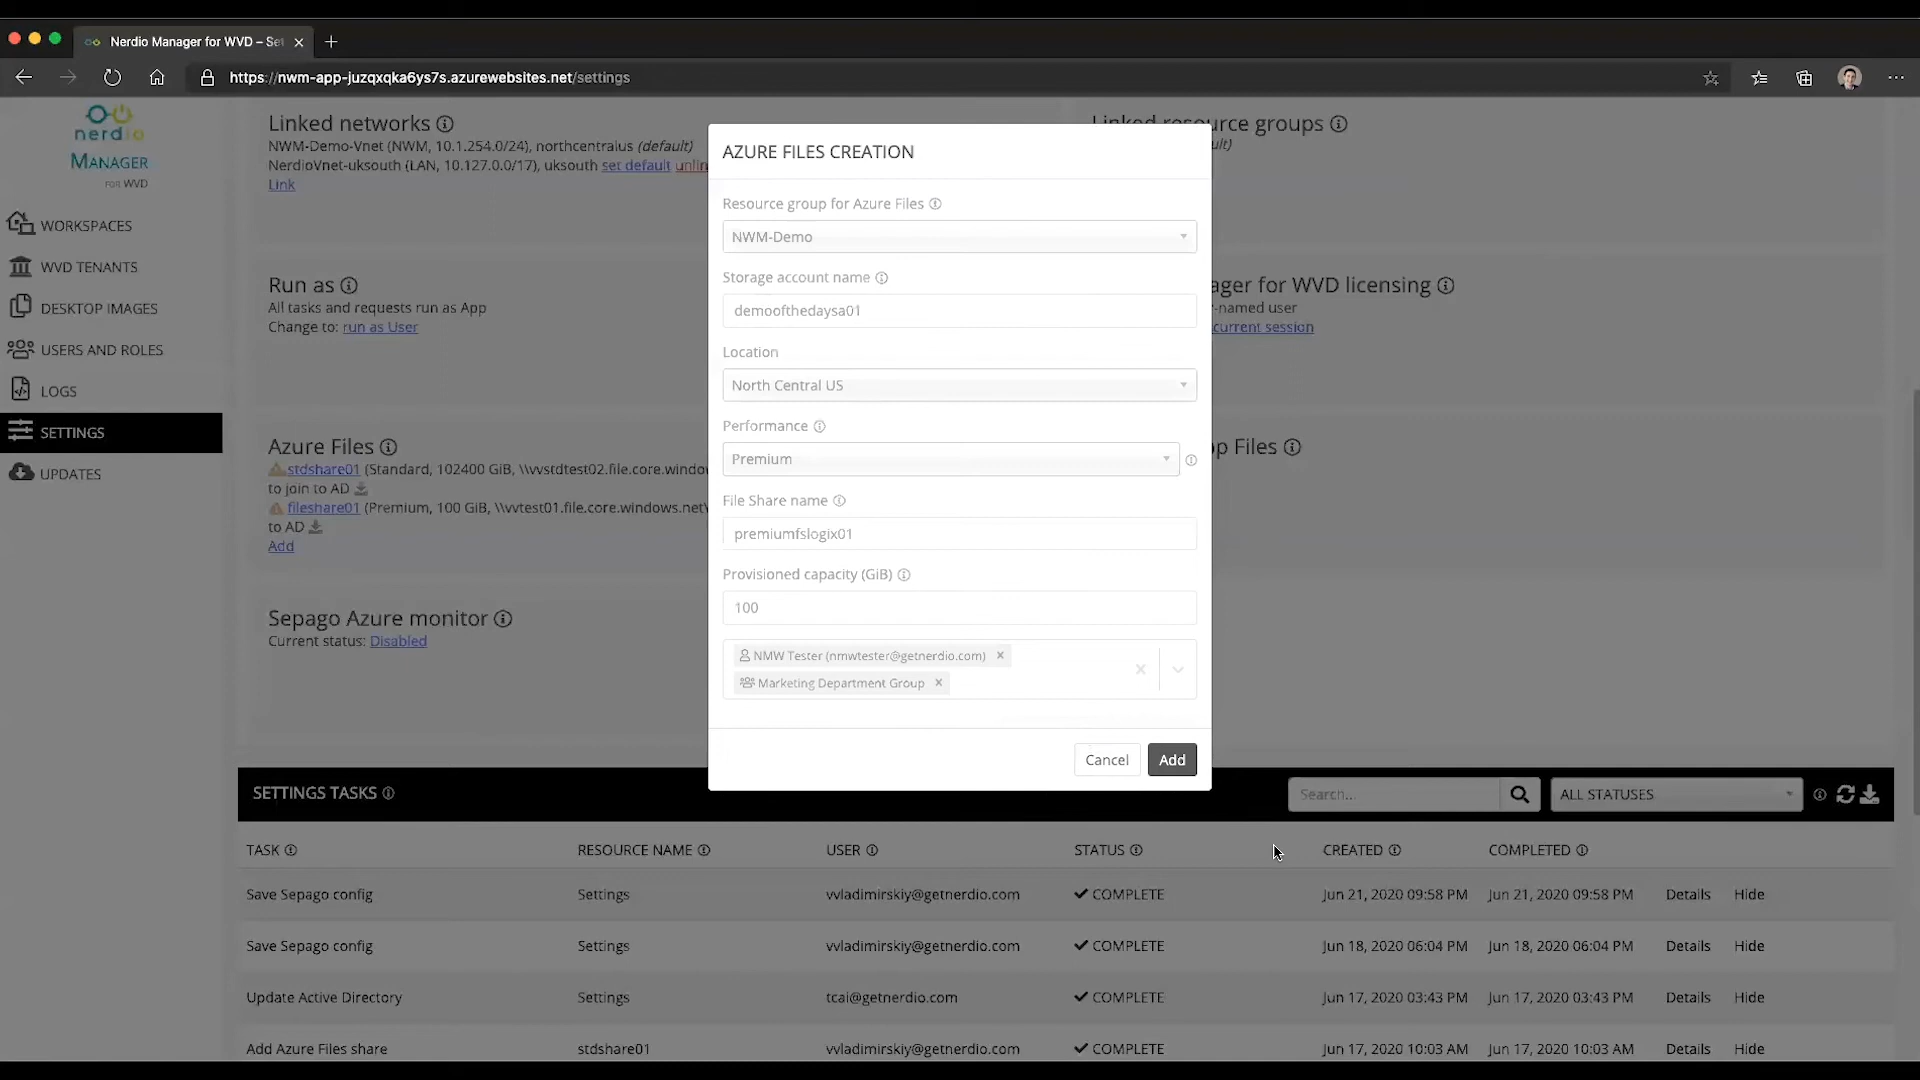 Nerdio Manager for WVD – Set
https://nwm-app-juzqxqka6ys7s.azurewebsites.net/settings
nerdio
MANAGER
FOR WVD
WORKSPACES
WVD TENANTS
DESKTOP IMAGES
USERS AND ROLES
LOGS
SETTINGS
UPDATES
Linked networks
NWM-Demo-Vnet (NWM, 10.1.254.0/24), northcentralus (default)
NerdioVnet-uksouth (LAN, 10.127.0.0/17), uksouth set default unlin
Link
Linked resource groups
ult)
Run as
All tasks and requests run as App
Change to: run as User
ager for WVD licensing
r-named user
current session
Azure Files
stdshare01 (Standard, 102400 GiB, \\vvstdtest02.file.core.window
to join to AD
fileshare01 (Premium, 100 GiB, \\vvtest01.file.core.windows.net\
to AD
Add
pp Files
Sepago Azure monitor
Current status: Disabled
AZURE FILES CREATION
Resource group for Azure Files
NWM-Demo
Storage account name
demoofthedaysa01
Location
North Central US
Performance
Premium
File Share name
premiumfslogix01
Provisioned capacity (GiB)
100
NMW Tester (nmwtester@getnerdio.com)
Marketing Department Group
Cancel Add
SETTINGS TASKS
Search...
ALL STATUSES
TASK RESOURCE NAME USER STATUS CREATED COMPLETED
Save Sepago config Settings vvladimirskiy@getnerdio.com COMPLETE Jun 21, 2020 09:58 PM Jun 21, 2020 09:58 PM Details Hide
Save Sepago config Settings vvladimirskiy@getnerdio.com COMPLETE Jun 18, 2020 06:04 PM Jun 18, 2020 06:04 PM Details Hide
Update Active Directory Settings tcai@getnerdio.com COMPLETE Jun 17, 2020 03:43 PM Jun 17, 2020 03:43 PM Details Hide
Add Azure Files share stdshare01 vvladimirskiy@getnerdio.com COMPLETE Jun 17, 2020 10:03 AM Jun 17, 2020 10:03 AM Details Hide